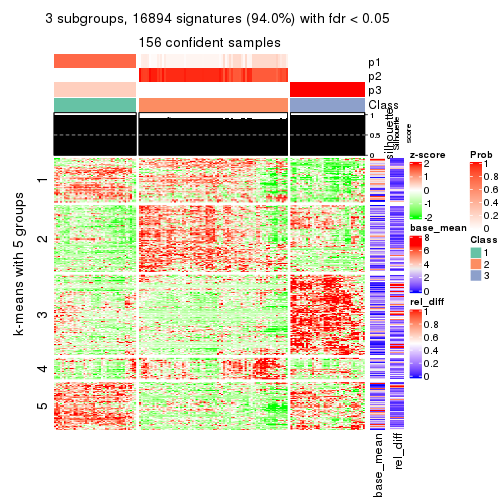 3 subgroups, 16894 signatures (94.0%) with fdr < 0.05
156 confident samples
p1
p2
p3
Class
1
0.5
0
silhouette
Silhouette
score
k-means with 5 groups
1
2
3
4
5
base_mean
rel_diff
z-score
2
1
0
-1
-2
base_mean
8
6
4
2
0
rel_diff
1
0.8
0.6
0.4
0.2
0
Prob
1
0.8
0.6
0.4
0.2
0
Class
1
2
3